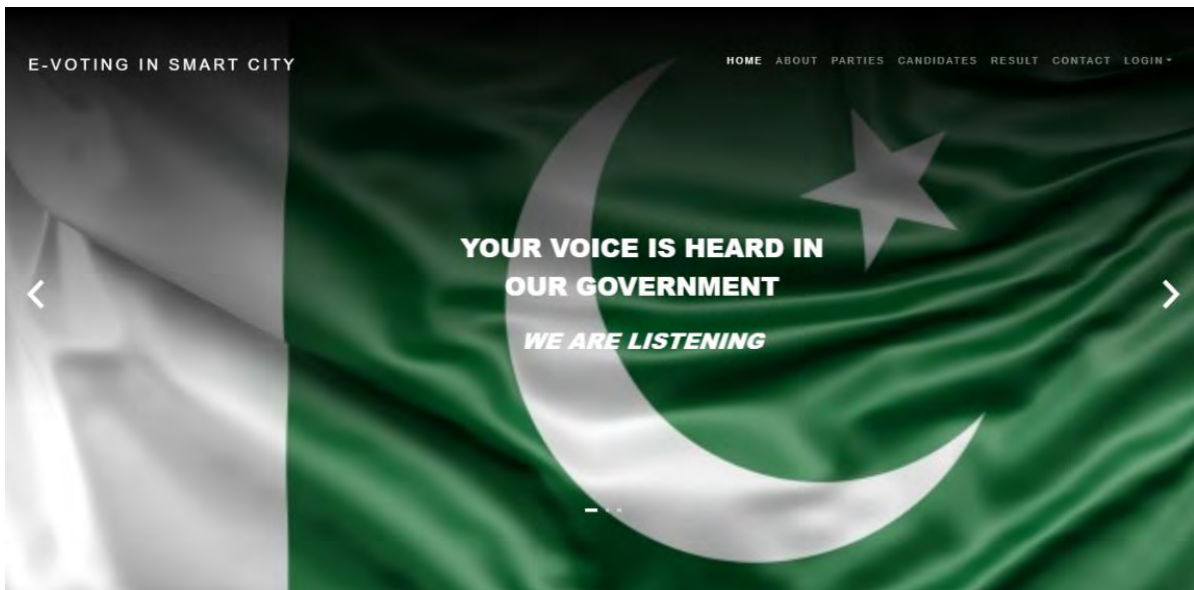 E-VOTING IN SMART CITY
HOME ABOUT PARTIES CANDIDATES RESULT CONTACT LOGIN
YOUR VOICE IS HEARD IN
OUR GOVERNMENT
WE ARE LISTENING